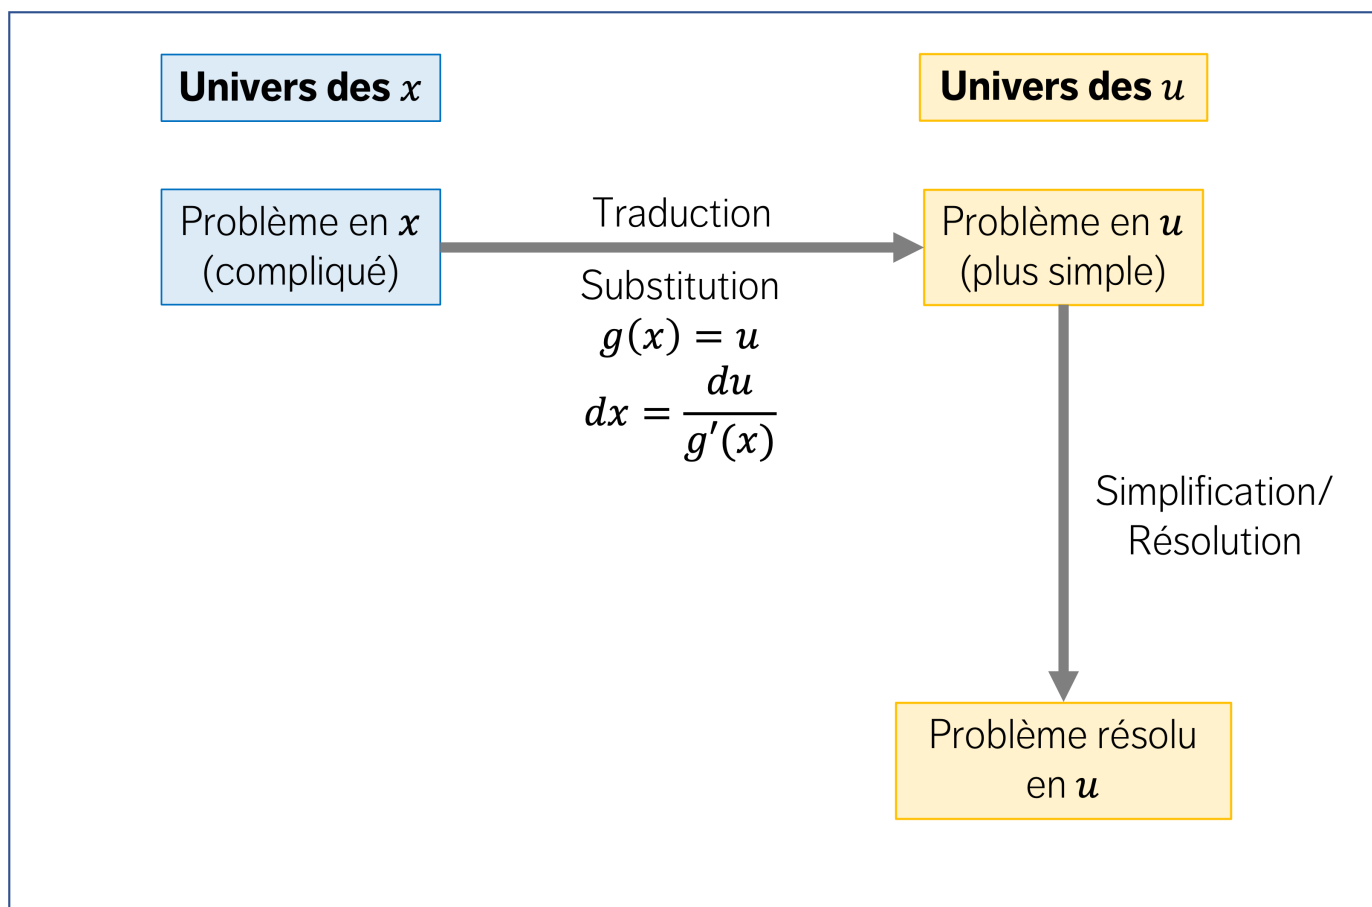 Univers des x
Univers des u
Problème en x
(compliqué)
Traduction
Substitution
g(x) = u
dx = du / g′(x)
Problème en u
(plus simple)
Simplification/
Résolution
Problème résolu
en u